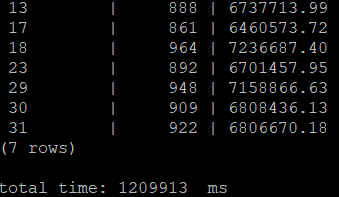 13 | 888 | 6737713.99
17 | 861 | 6460573.72
18 | 964 | 7236687.40
23 | 892 | 6701457.95
29 | 948 | 7158866.63
30 | 909 | 6808436.13
31 | 922 | 6806670.18
(7 rows)
total time: 1209913 ms